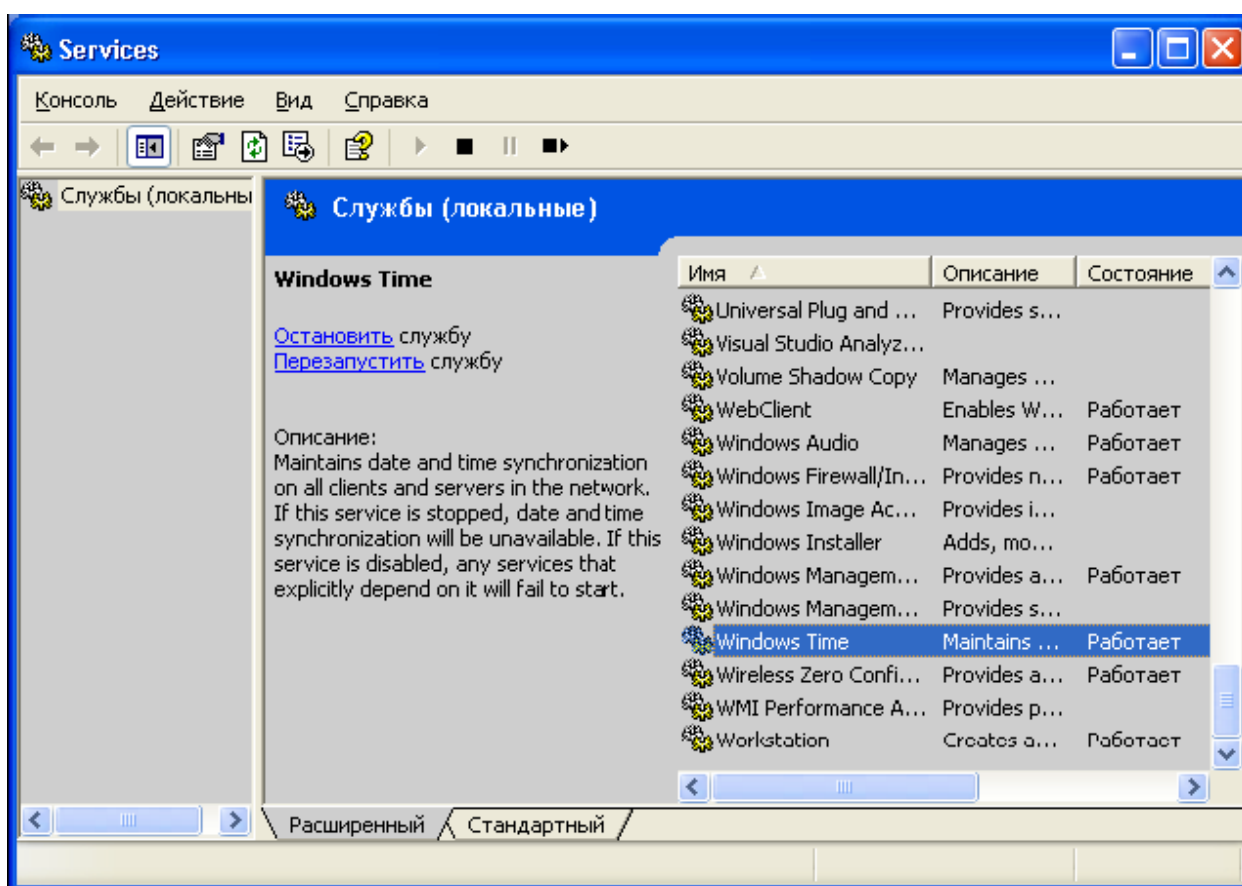 Services
Консоль Действие Вид Справка
Службы (локальны
Службы (локальные)
Windows Time
Остановить службу
Перезапустить службу
Описание:
Maintains date and time synchronization
on all clients and servers in the network.
If this service is stopped, date and time
synchronization will be unavailable. If this
service is disabled, any services that
explicitly depend on it will fail to start.
Имя Описание Состояние
Universal Plug and ... Provides s...
Visual Studio Analyz...
Volume Shadow Copy Manages ...
WebClient Enables W... Работает
Windows Audio Manages ... Работает
Windows Firewall/In... Provides n... Работает
Windows Image Ac... Provides i...
Windows Installer Adds, mo...
Windows Managem... Provides a... Работает
Windows Managem... Provides s...
Windows Time Maintains ... Работает
Wireless Zero Confi... Provides a... Работает
WMI Performance A... Provides p...
Workstation Creates a... Работает
Расширенный Стандартный